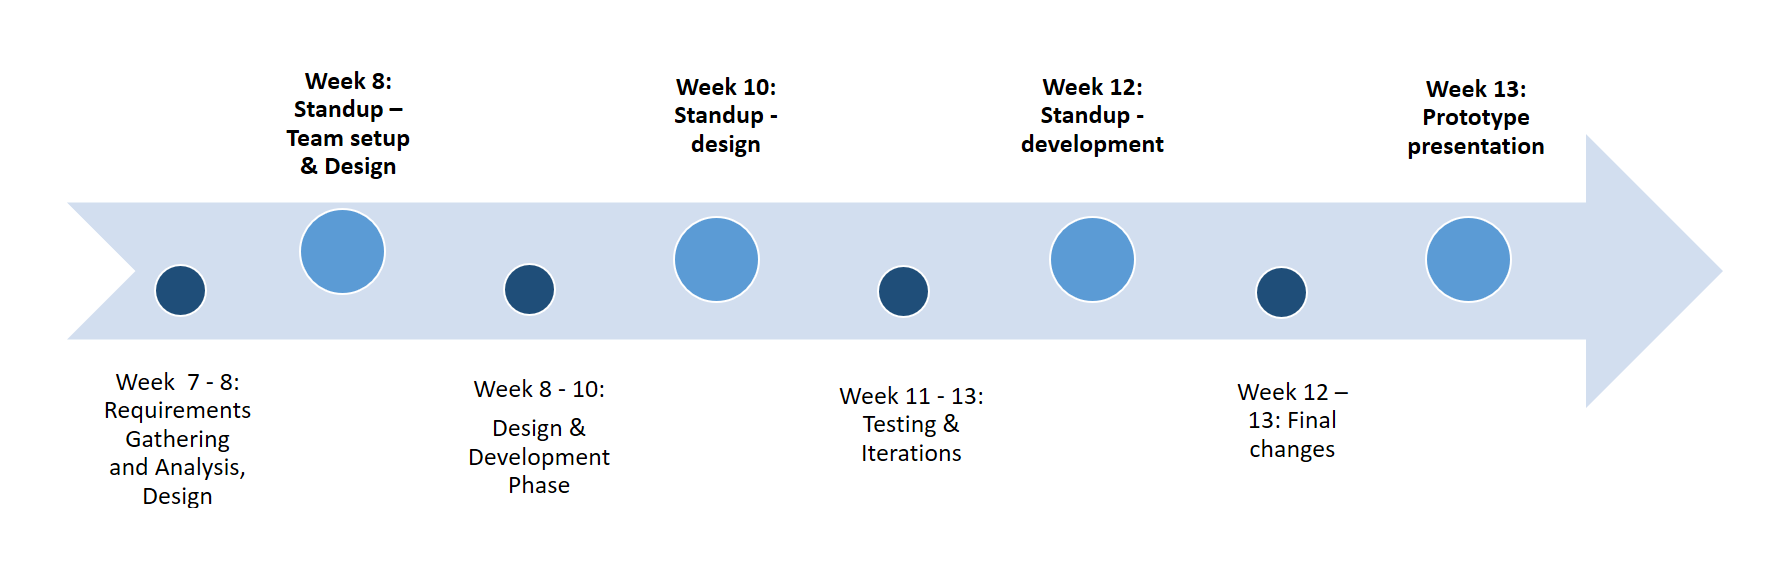 Week 8:
Standup –
Team setup
& Design
Week 10:
Standup -
design
Week 12:
Standup -
development
Week 13:
Prototype
presentation
Week  7 - 8:
Requirements
Gathering
and Analysis,
Design
Week 8 - 10:
Design &
Development
Phase
Week 11 - 13:
Testing &
Iterations
Week 12 –
13: Final
changes